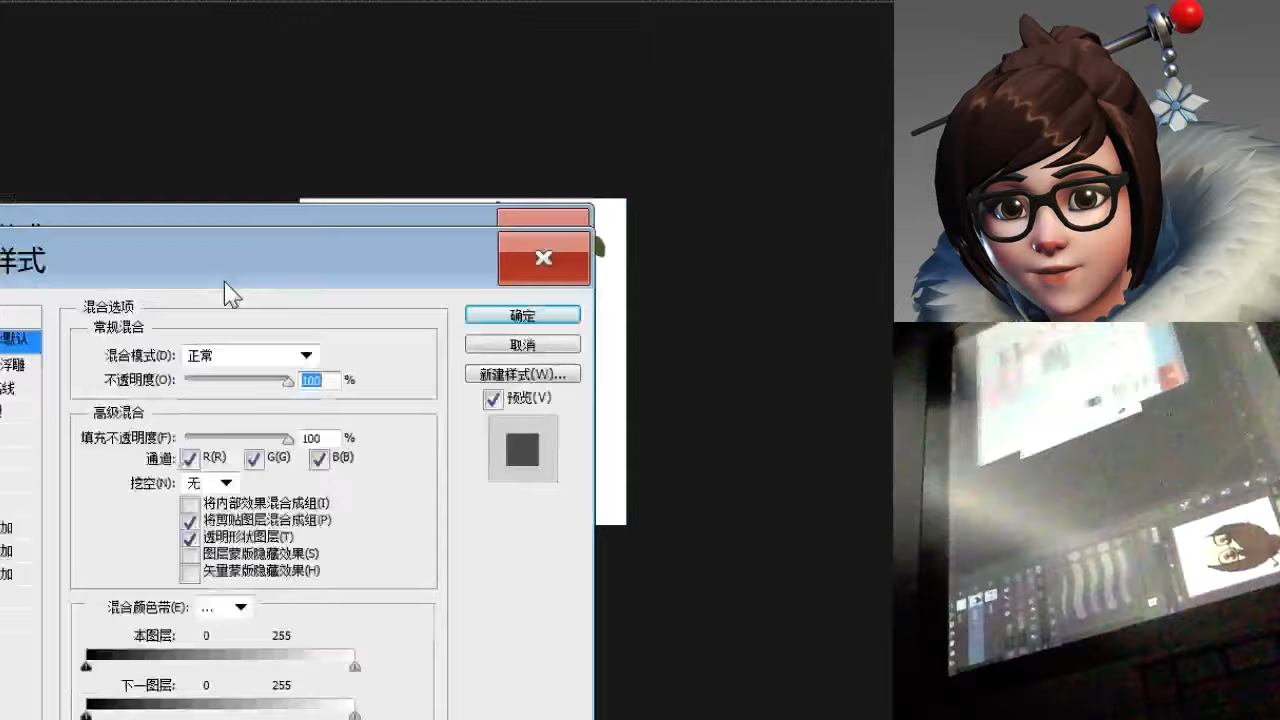 样式
混合选项
常规混合
混合模式(D): 正常
不透明度(O): 100 %
高级混合
填充不透明度(F): 100 %
通道: R(R) G(G) B(B)
挖空(N): 无
将内部效果混合成组(I)
将剪贴图层混合成组(P)
透明形状图层(T)
图层蒙版隐藏效果(S)
矢量蒙版隐藏效果(H)
混合颜色带(E): ...
本图层: 0 255
下一图层: 0 255
确定
取消
新建样式(W)...
预览(V)
默认
浮雕
加
加
加